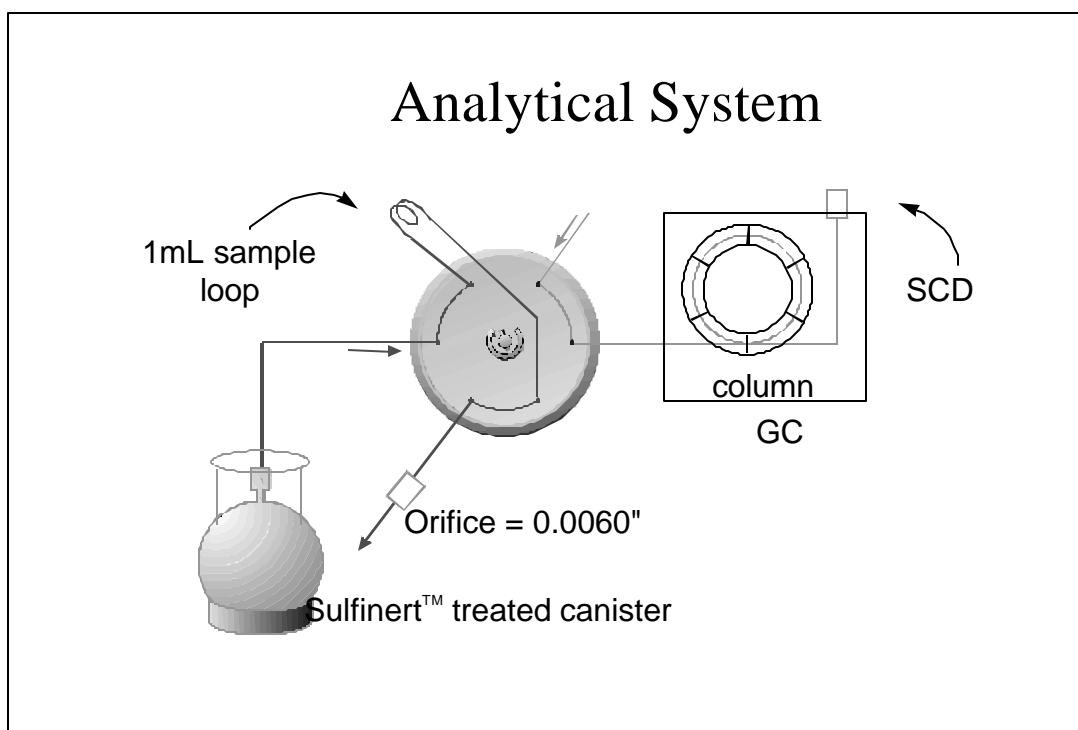 Analytical System
1mL sample
loop
SCD
column
GC
Orifice = 0.0060"
Sulfinert™ treated canister